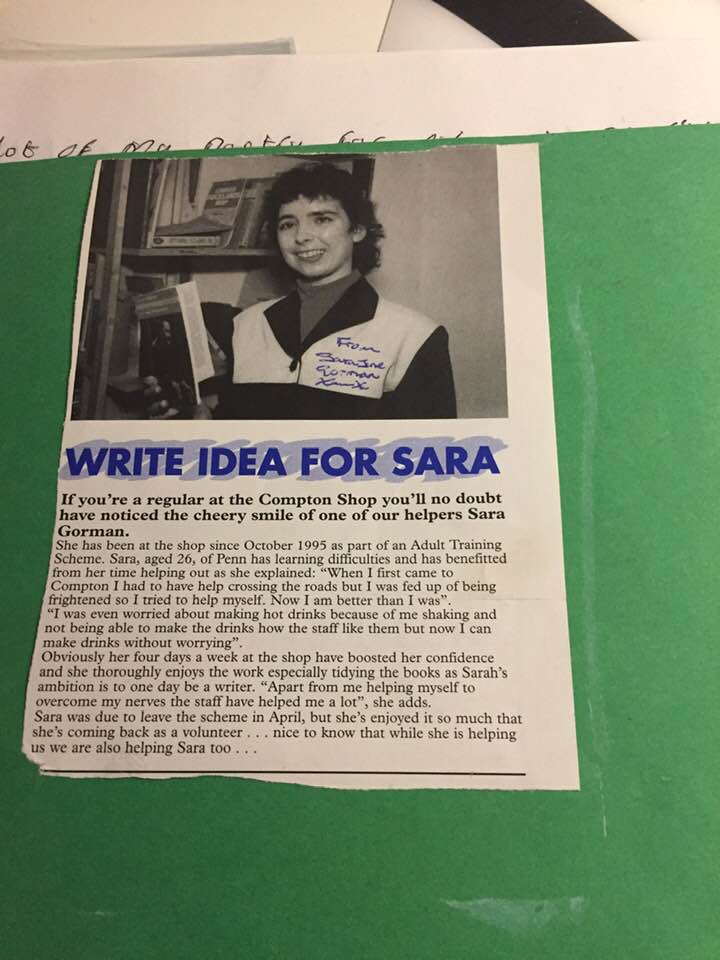 of my Poetry for
From
Sara Jane
Gorman
WRITE IDEA FOR SARA
If you're a regular at the Compton Shop you'll no doubt
have noticed the cheery smile of one of our helpers Sara
Gorman.
She has been at the shop since October 1995 as part of an Adult Training
Scheme. Sara, aged 26, of Penn has learning difficulties and has benefitted
from her time helping out as she explained: “When I first came to
Compton I had to have help crossing the roads but I was fed up of being
frightened so I tried to help myself. Now I am better than I was”.
“I was even worried about making hot drinks because of me shaking and
not being able to make the drinks how the staff like them but now I can
make drinks without worrying”.
Obviously her four days a week at the shop have boosted her confidence
and she thoroughly enjoys the work especially tidying the books as Sarah's
ambition is to one day be a writer. “Apart from me helping myself to
overcome my nerves the staff have helped me a lot”, she adds.
Sara was due to leave the scheme in April, but she's enjoyed it so much that
she's coming back as a volunteer . . . nice to know that while she is helping
us we are also helping Sara too . . .